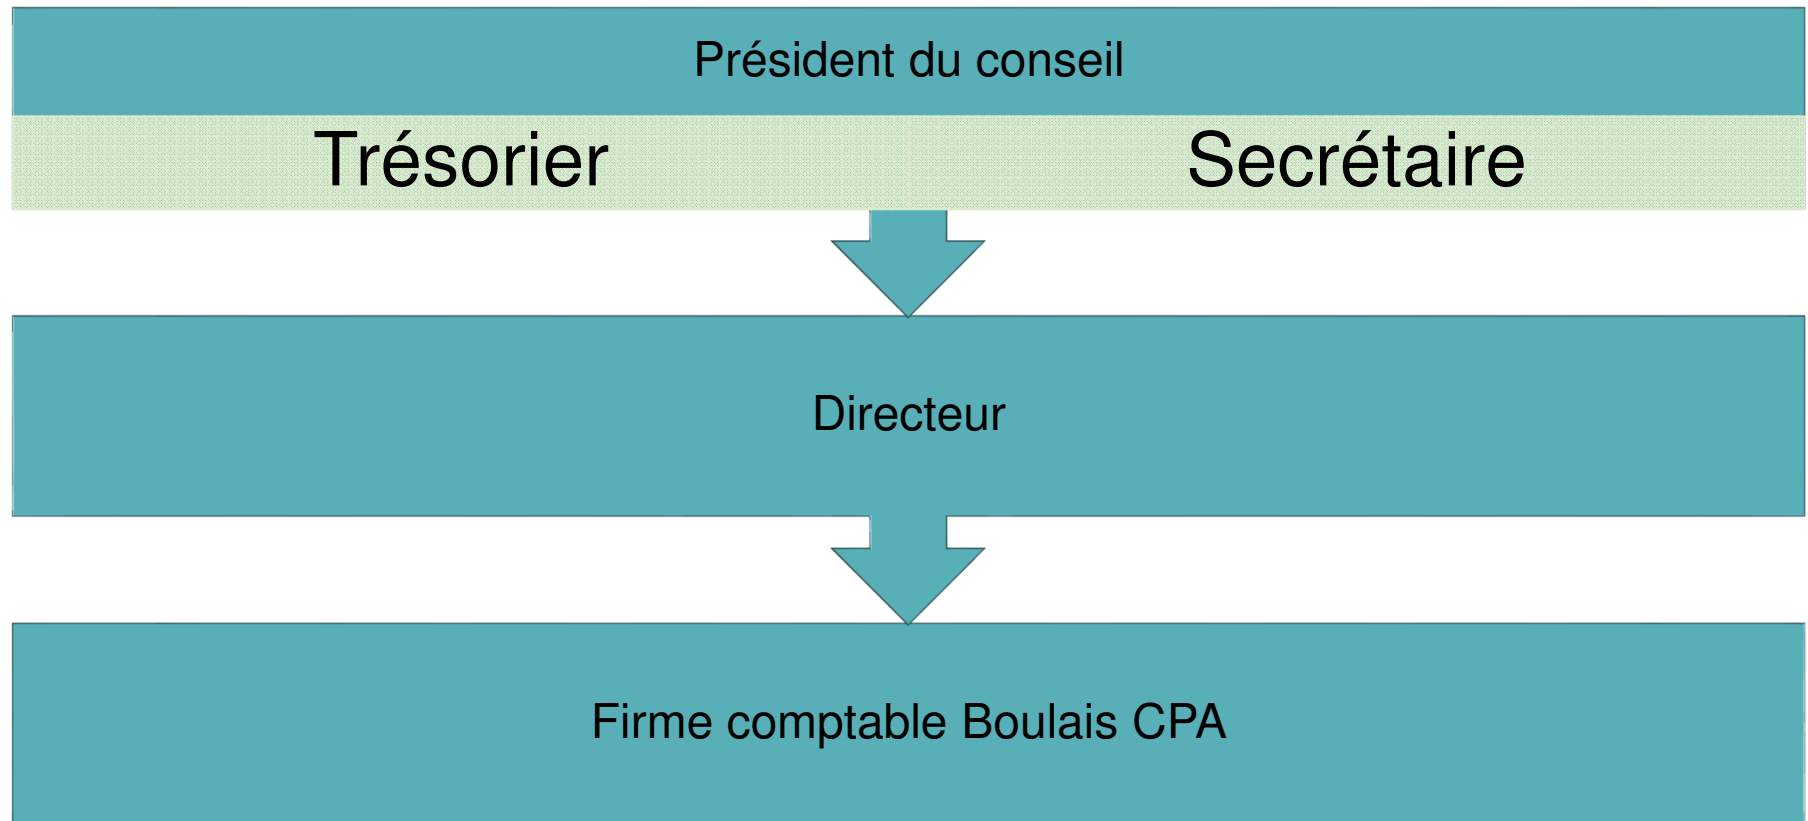 Président du conseil
Trésorier Secrétaire
Directeur
Firme comptable Boulais CPA